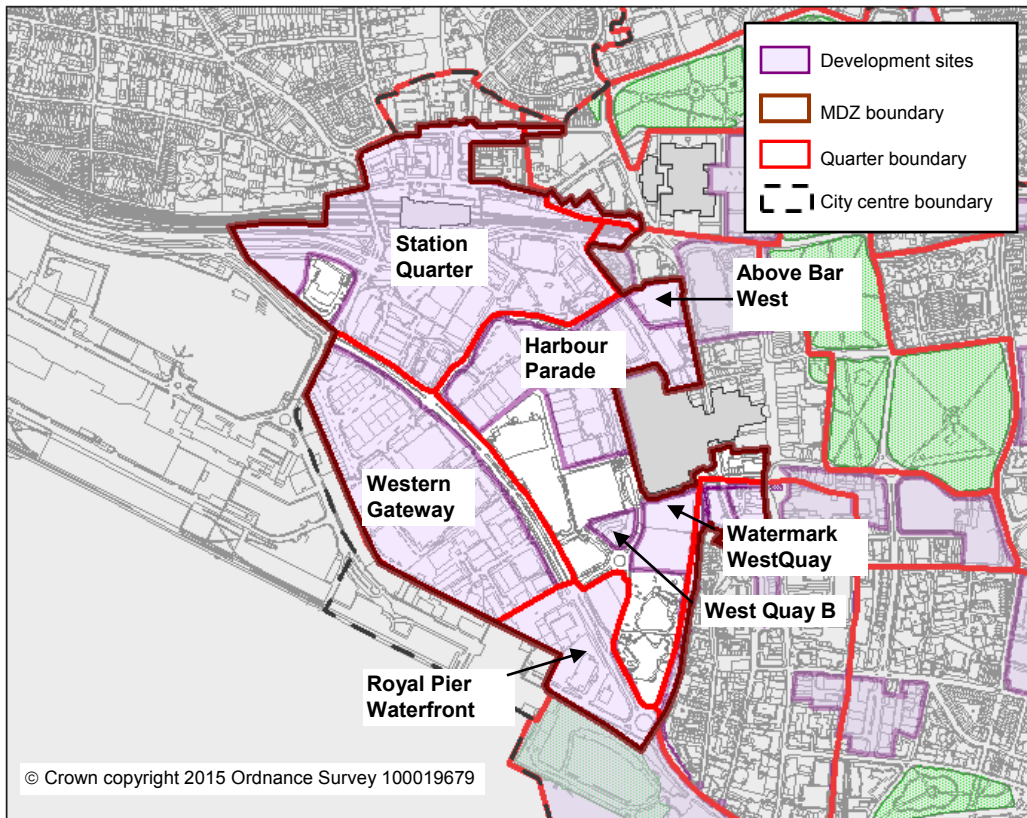 Development sites
MDZ boundary
Quarter boundary
City centre boundary
Station
Quarter
Above Bar
West
Harbour
Parade
Western
Gateway
Watermark
WestQuay
West Quay B
Royal Pier
Waterfront
© Crown copyright 2015 Ordnance Survey 100019679